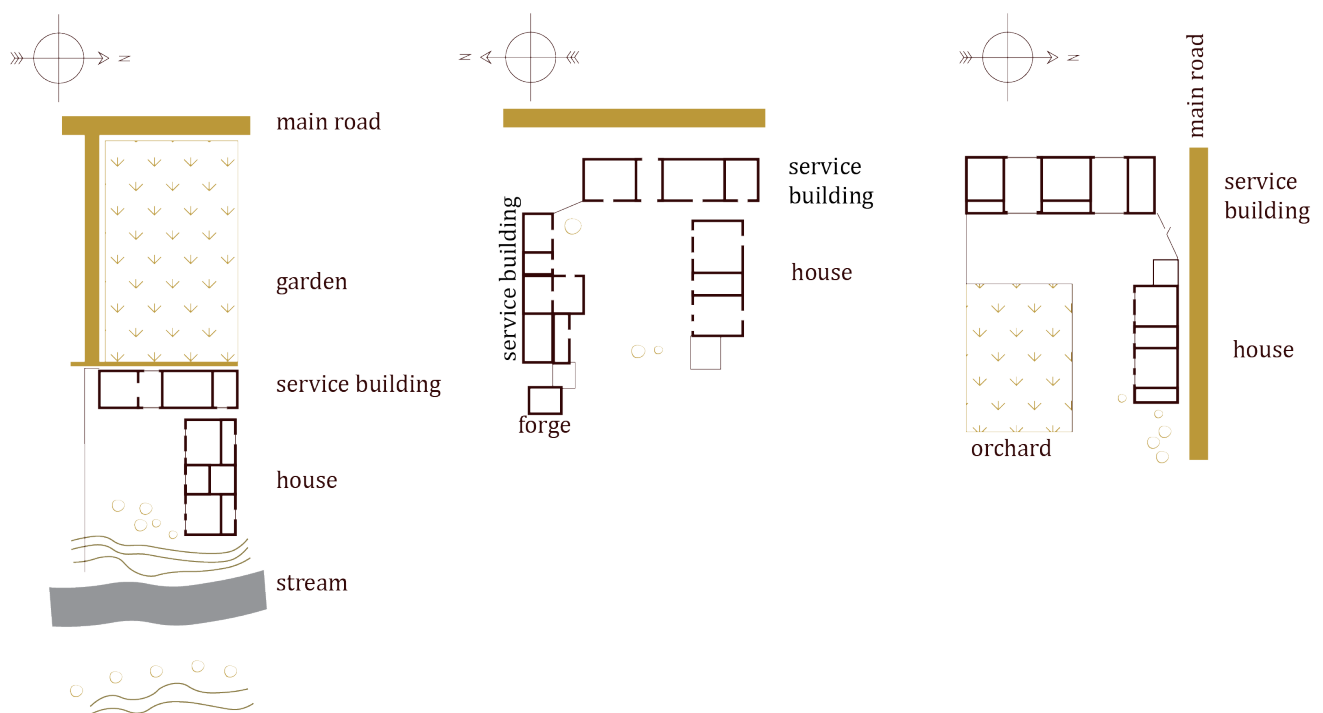 N
main road
garden
service building
house
stream
N
service
building
service building
house
forge
N
main road
service
building
house
orchard